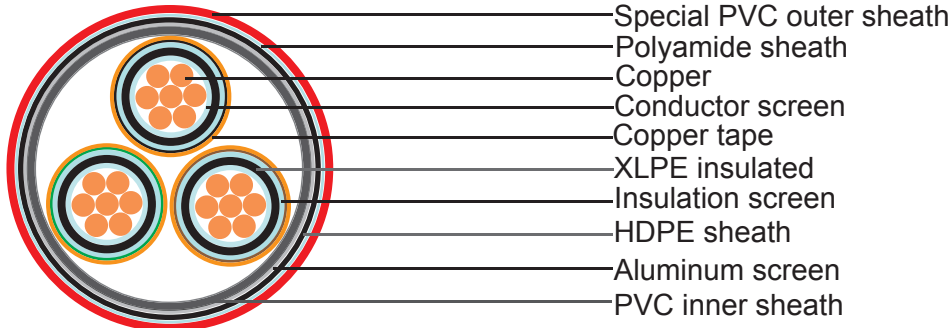 Special PVC outer sheath
Polyamide sheath
Copper
Conductor screen
Copper tape
XLPE insulated
Insulation screen
HDPE sheath
Aluminum screen
PVC inner sheath